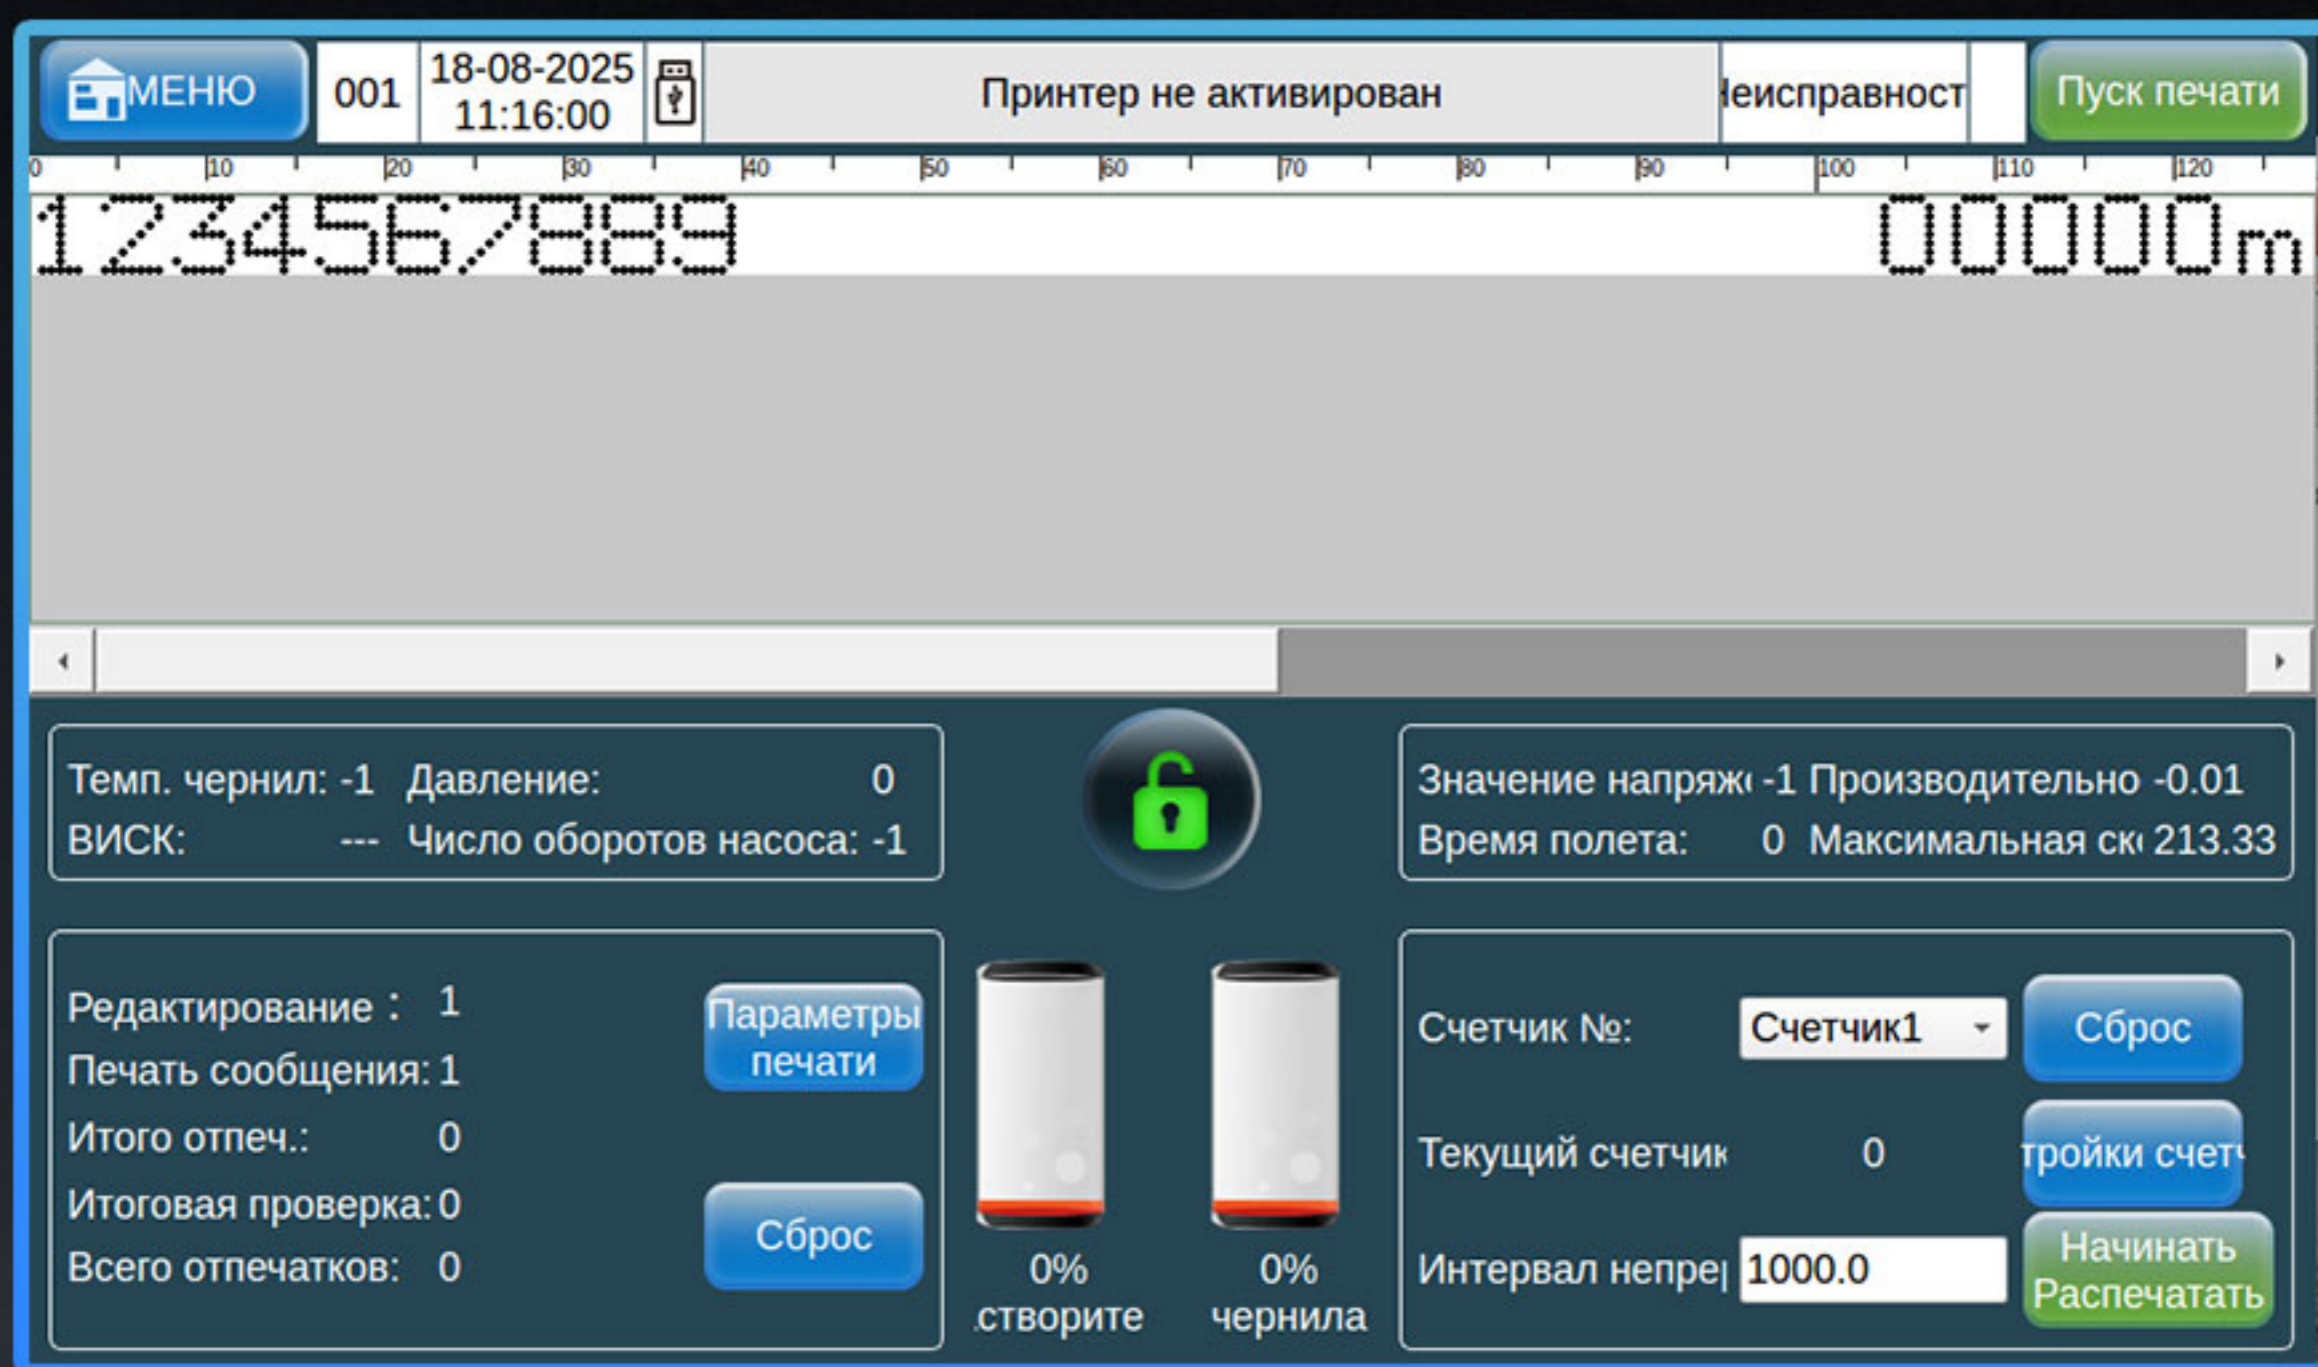 МЕНЮ
001
18-08-2025
11:16:00
Принтер не активирован
Неисправност
Пуск печати
0 10 20 30 40 50 60 70 80 90 100 110 120
1234567889 00000m
Темп. чернил: -1 Давление: 0
ВИСК: --- Число оборотов насоса: -1
Значение напряж -1 Производительно -0.01
Время полета: 0 Максимальная ск 213.33
Редактирование : 1
Печать сообщения: 1
Итого отпеч.: 0
Итоговая проверка: 0
Всего отпечатков: 0
Параметры
печати
Сброс
0%
створите
0%
чернила
Счетчик №: Счетчик1
Сброс
Текущий счетчик 0
тройки счетч
Интервал непрер 1000.0
Начинать
Распечатать